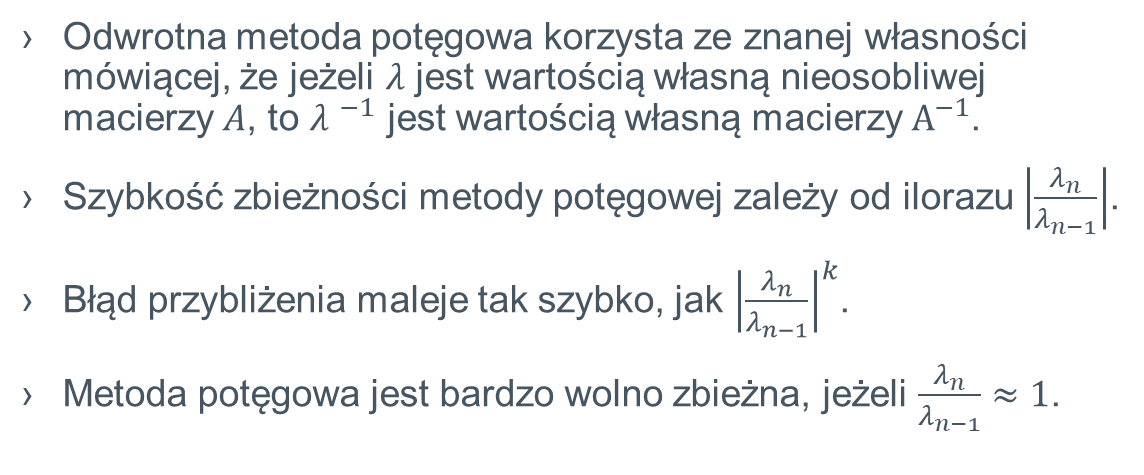 › Odwrotna metoda potęgowa korzysta ze znanej własności
mówiącej, że jeżeli λ jest wartością własną nieosobliwej
macierzy A, to λ⁻¹ jest wartością własną macierzy A⁻¹.
› Szybkość zbieżności metody potęgowej zależy od ilorazu |λₙ/λₙ₋₁|.
› Błąd przybliżenia maleje tak szybko, jak |λₙ/λₙ₋₁|ᵏ.
› Metoda potęgowa jest bardzo wolno zbieżna, jeżeli λₙ/λₙ₋₁ ≈ 1.